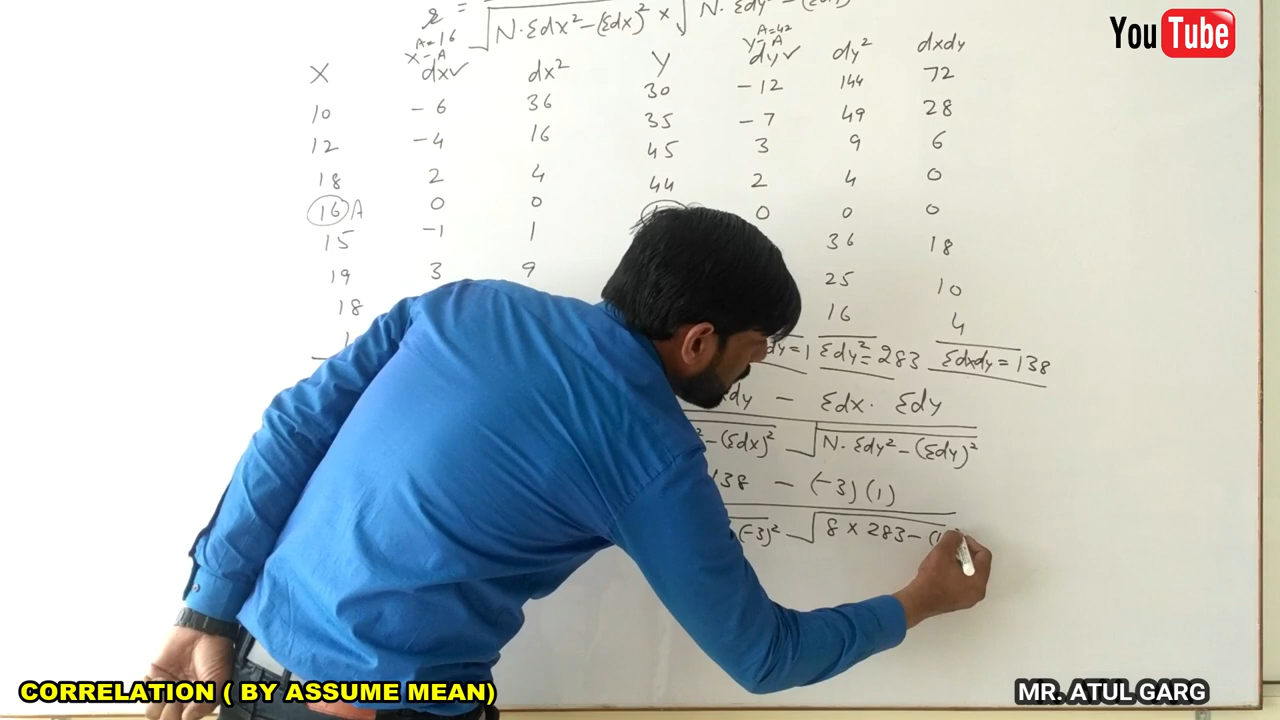 YouTube
r =
√N·Σdx²-(Σdx)² × √N·Σdy²-
A=16
X-A
A=42
Y-A
X dx✓ dx² Y dy✓ dy² dxdy
10 -6 36 30 -12 144 72
12 -4 16 35 -7 49 28
18 2 4 45 3 9 6
16 A 0 0 44 2 4 0
15 -1 1 0 0 0
19 3 9 36 18
18 25 10
16 4
dy=1 Σdy²=283 Σdxdy=138
dy - Σdx· Σdy
²-(Σdx)² √N·Σdy²-(Σdy)²
138 - (-3)(1)
(-3)² √8×283-(1
CORRELATION ( BY ASSUME MEAN)
MR. ATUL GARG